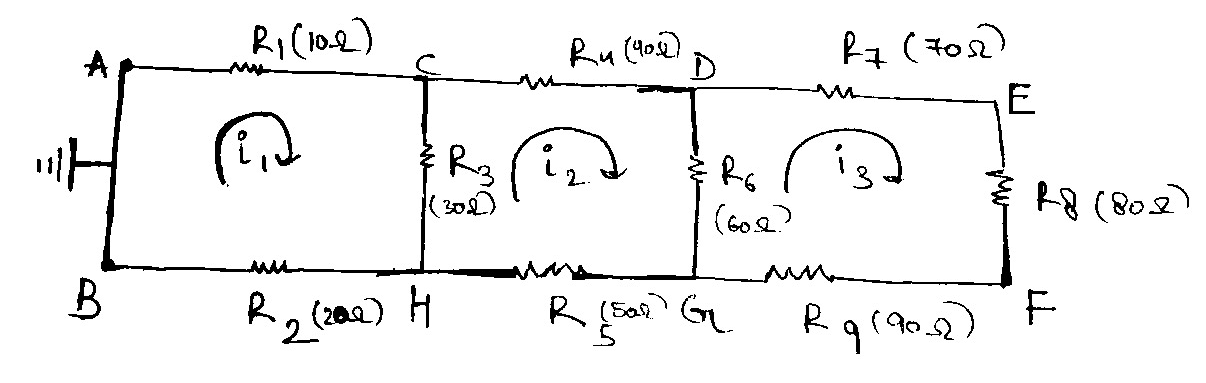 R1 (10Ω)
R4 (40Ω)
R7 (70Ω)
A
C
D
E
i1
R3
(30Ω)
i2
R6
(60Ω)
i3
R8 (80Ω)
B
R2 (20Ω)
H
R5 (50Ω)
G
R9 (90Ω)
F